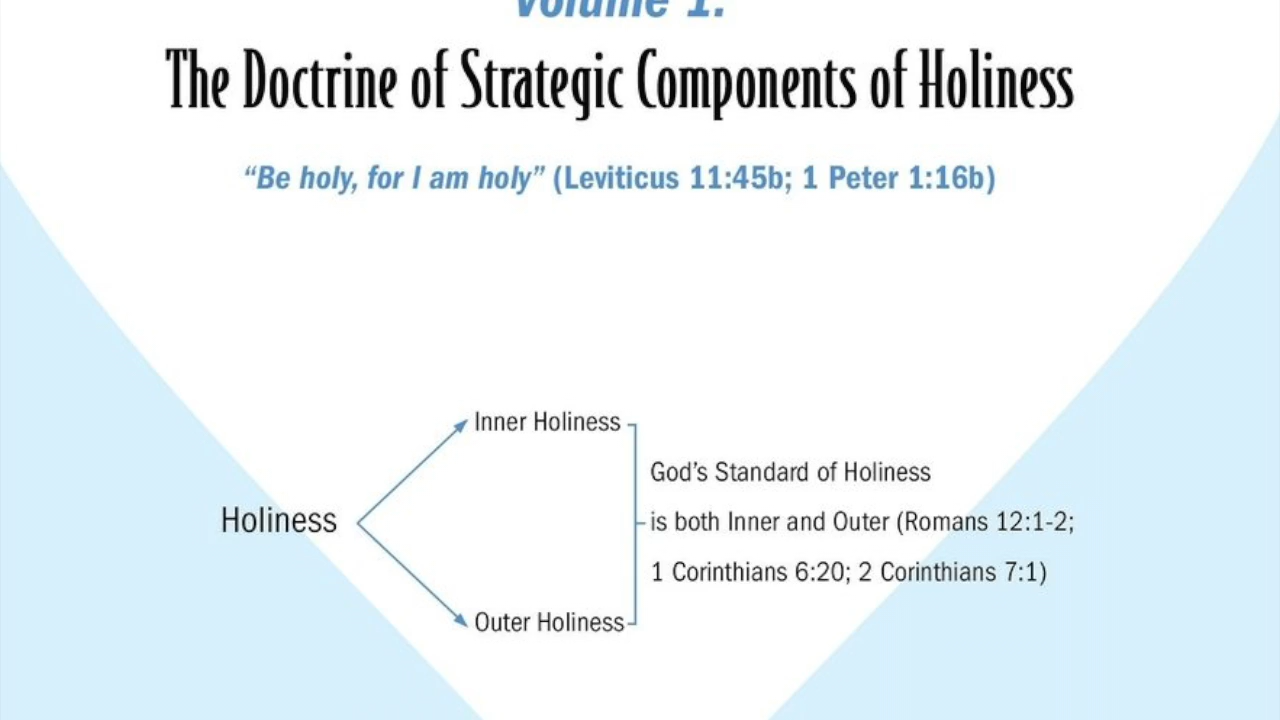 Volume 1:
The Doctrine of Strategic Components of Holiness
“Be holy, for I am holy” (Leviticus 11:45b; 1 Peter 1:16b)
Inner Holiness
God’s Standard of Holiness
Holiness
is both Inner and Outer (Romans 12:1-2;
1 Corinthians 6:20; 2 Corinthians 7:1)
Outer Holiness